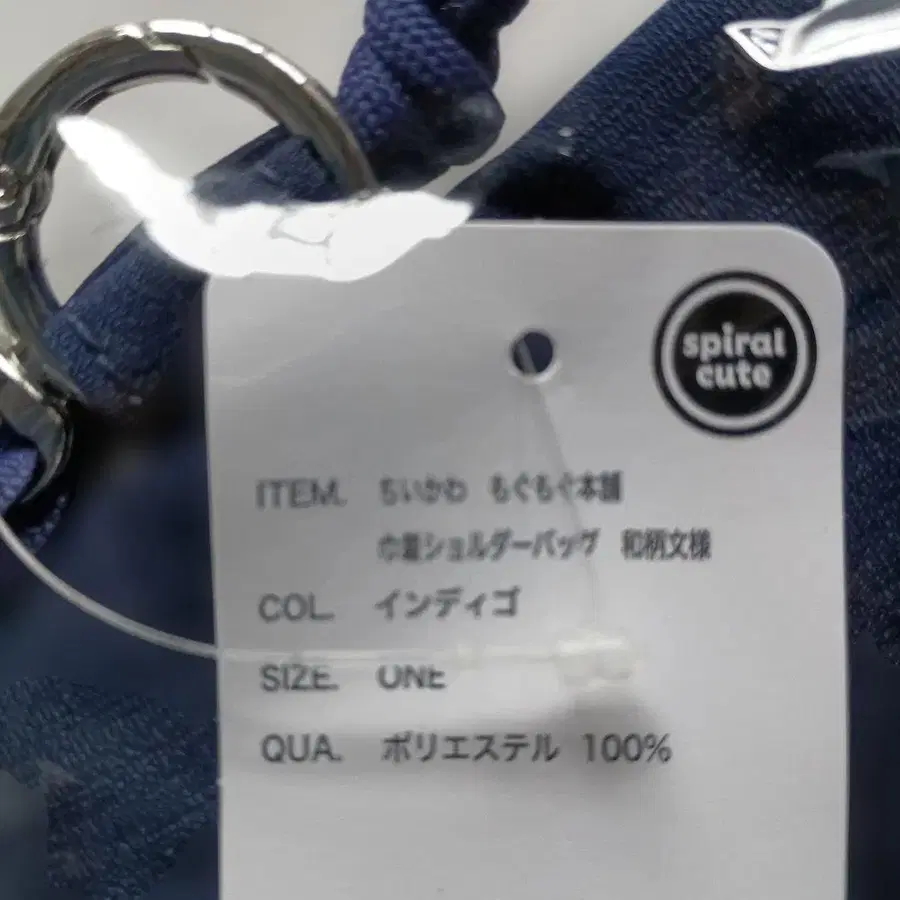 spiral
cute
ITEM. ちいかわ もぐもぐ本舗
巾着ショルダーバッグ 和柄文様
COL. インディゴ
SIZE. ONE
QUA. ポリエステル 100%